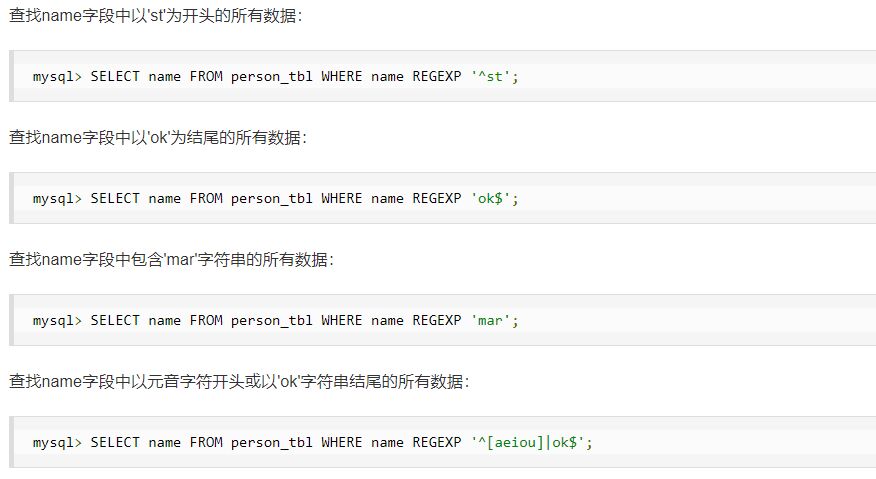 查找name字段中以'st'为开头的所有数据：
mysql> SELECT name FROM person_tbl WHERE name REGEXP '^st';
查找name字段中以'ok'为结尾的所有数据：
mysql> SELECT name FROM person_tbl WHERE name REGEXP 'ok$';
查找name字段中包含'mar'字符串的所有数据：
mysql> SELECT name FROM person_tbl WHERE name REGEXP 'mar';
查找name字段中以元音字符开头或以'ok'字符串结尾的所有数据：
mysql> SELECT name FROM person_tbl WHERE name REGEXP '^[aeiou]|ok$';